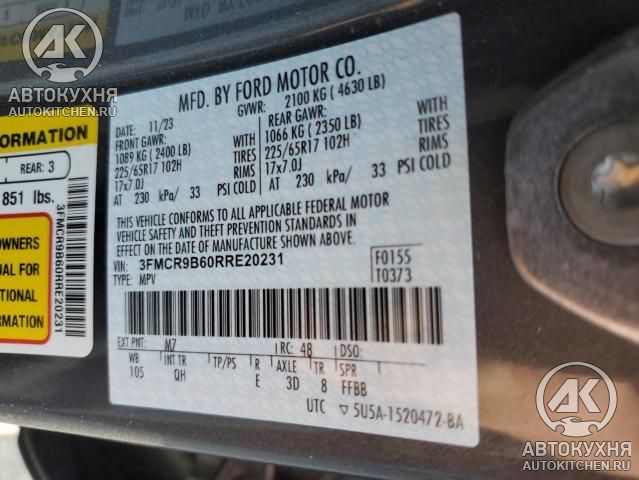 АК
АВТОКУХНЯ
AUTOKITCHEN.RU
FORMATION
REAR: 3
851 lbs.
3FMCR9B60RRE20231
OWNERS
UAL FOR
TIONAL
FORMATION
MFD. BY FORD MOTOR CO.
GVWR: 2100 KG ( 4630 LB)
DATE: 11/23
FRONT GAWR: REAR GAWR:
1089 KG ( 2400 LB) WITH 1066 KG ( 2350 LB) WITH
225/65R17 102H TIRES 225/65R17 102H TIRES
17x7.0J RIMS 17x7.0J RIMS
AT 230 kPa/ 33 PSI COLD AT 230 kPa/ 33 PSI COLD
THIS VEHICLE CONFORMS TO ALL APPLICABLE FEDERAL MOTOR
VEHICLE SAFETY AND THEFT PREVENTION STANDARDS
IN EFFECT ON THE DATE OF MANUFACTURE SHOWN ABOVE.
VIN: 3FMCR9B60RRE20231
TYPE: MPV
F0155
T0373
EXT PNT: M7 RC: 48 DSO:
WB INT TR TP/PS R AXLE TR SPR
105 QH E 3D 8 FFBB
UTC ▽ 5U5A-1520472-BA
АК
АВТОКУХНЯ
AUTOKITCHEN.RU